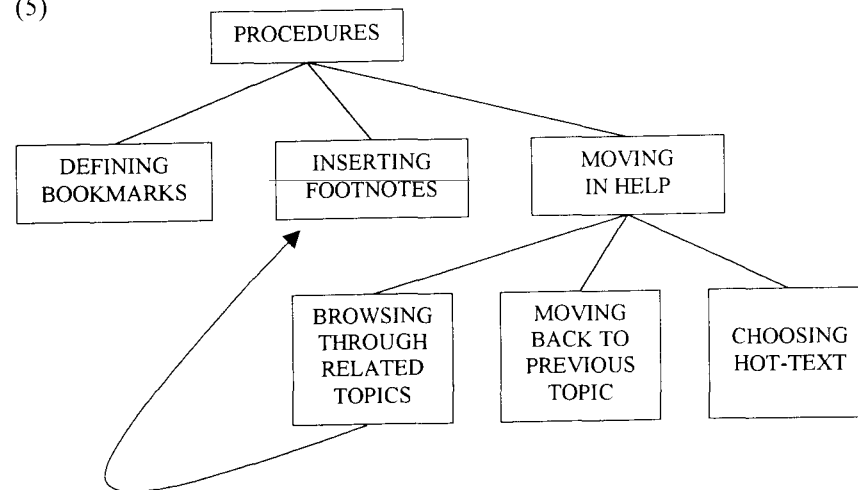 (5)
PROCEDURES
DEFINING
BOOKMARKS
INSERTING
FOOTNOTES
MOVING
IN HELP
BROWSING
THROUGH
RELATED
TOPICS
MOVING
BACK TO
PREVIOUS
TOPIC
CHOOSING
HOT-TEXT